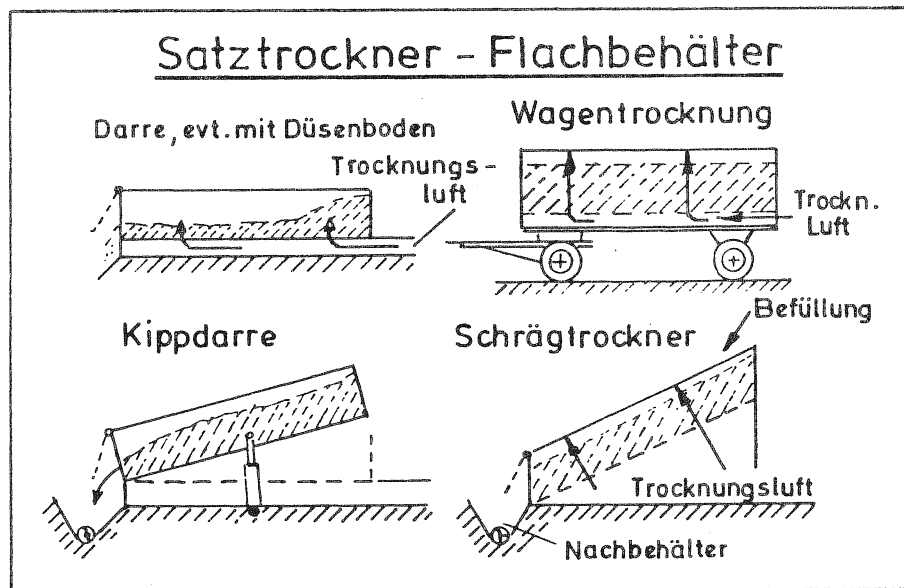 Satztrockner - Flachbehälter
Darre, evt. mit Düsenboden
Trocknungs-
luft
Wagentrocknung
Trockn.
Luft
Kippdarre
Schrägtrockner
Befüllung
Trocknungsluft
Nachbehälter